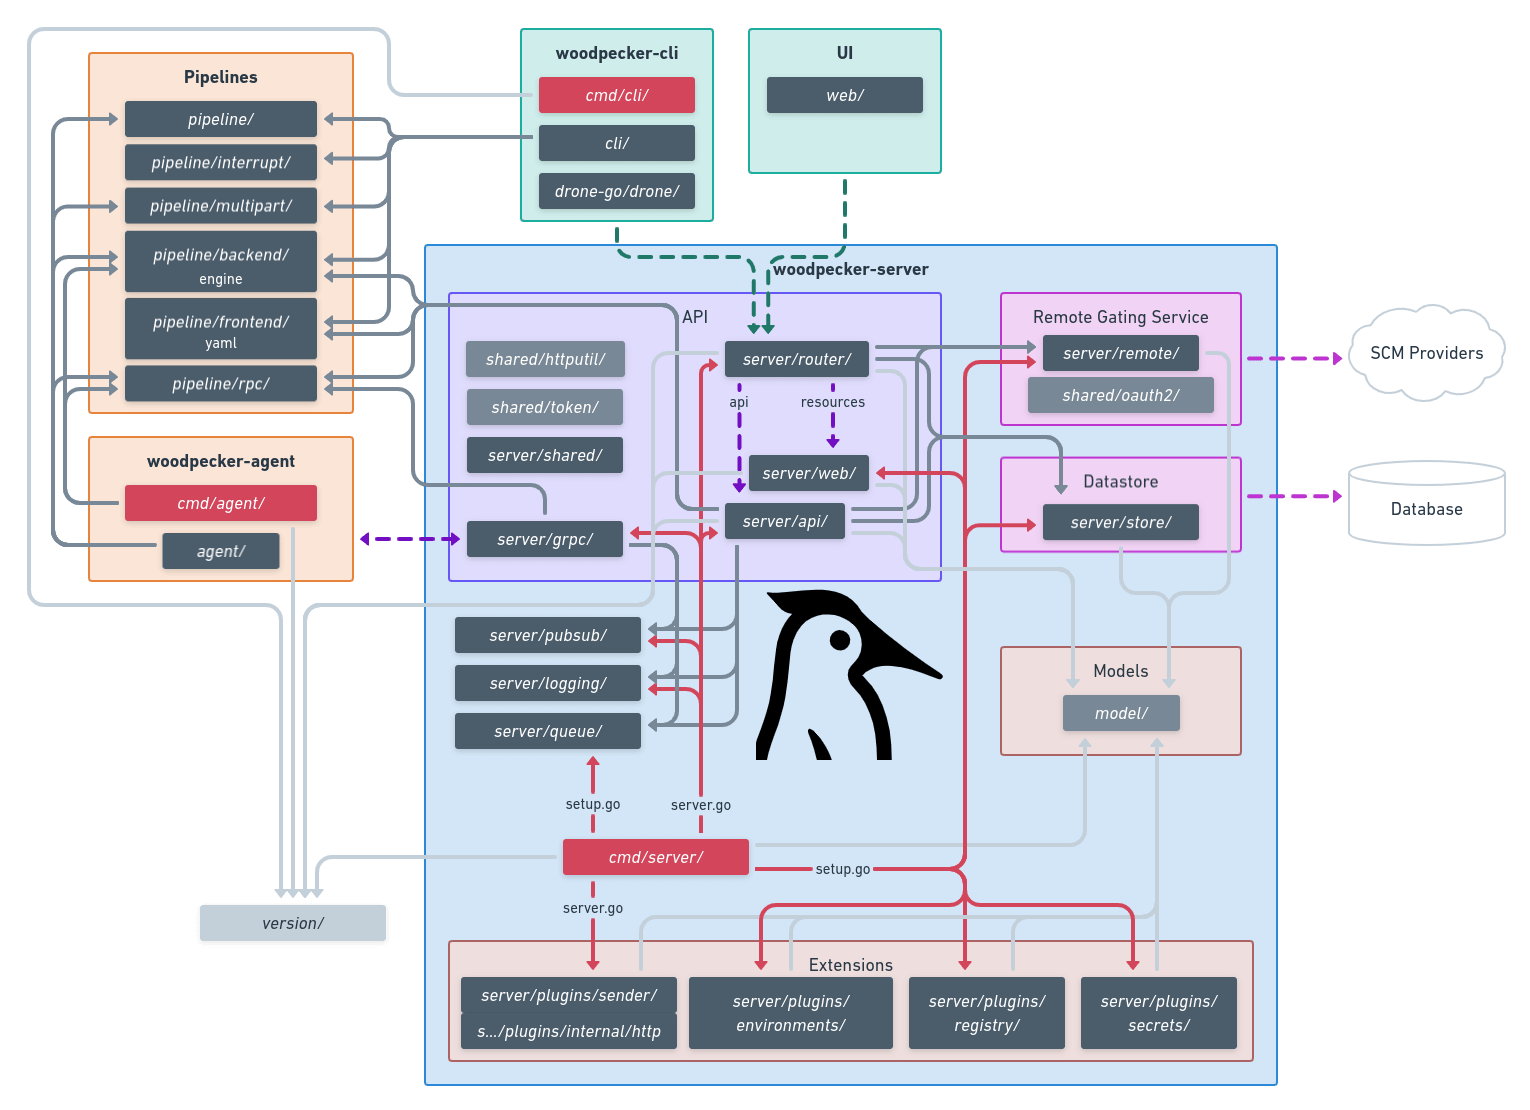 Pipelines
pipeline/
pipeline/interrupt/
pipeline/multipart/
pipeline/backend/
engine
pipeline/frontend/
yaml
pipeline/rpc/
woodpecker-agent
cmd/agent/
agent/
woodpecker-cli
cmd/cli/
cli/
drone-go/drone/
UI
web/
woodpecker-server
API
shared/httputil/
shared/token/
server/shared/
server/grpc/
server/router/
api
resources
server/web/
server/api/
Remote Gating Service
server/remote/
shared/oauth2/
SCM Providers
Datastore
server/store/
Database
server/pubsub/
server/logging/
server/queue/
Models
model/
setup.go
server.go
cmd/server/
setup.go
server.go
version/
Extensions
server/plugins/sender/
s.../plugins/internal/http
server/plugins/
environments/
server/plugins/
registry/
server/plugins/
secrets/